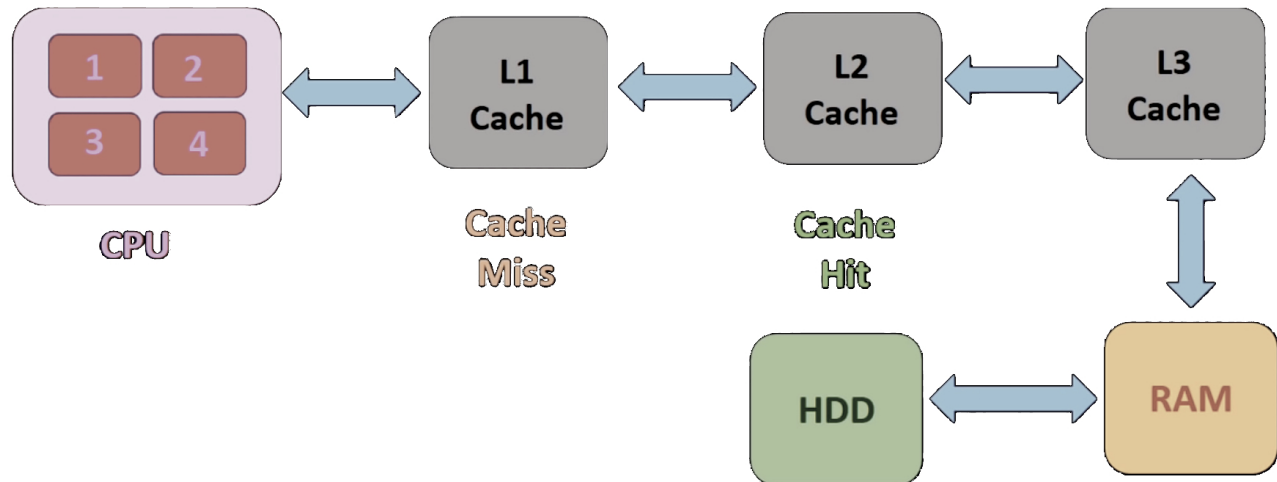 1 2
3 4
CPU
L1
Cache
Cache
Miss
L2
Cache
Cache
Hit
L3
Cache
HDD
RAM